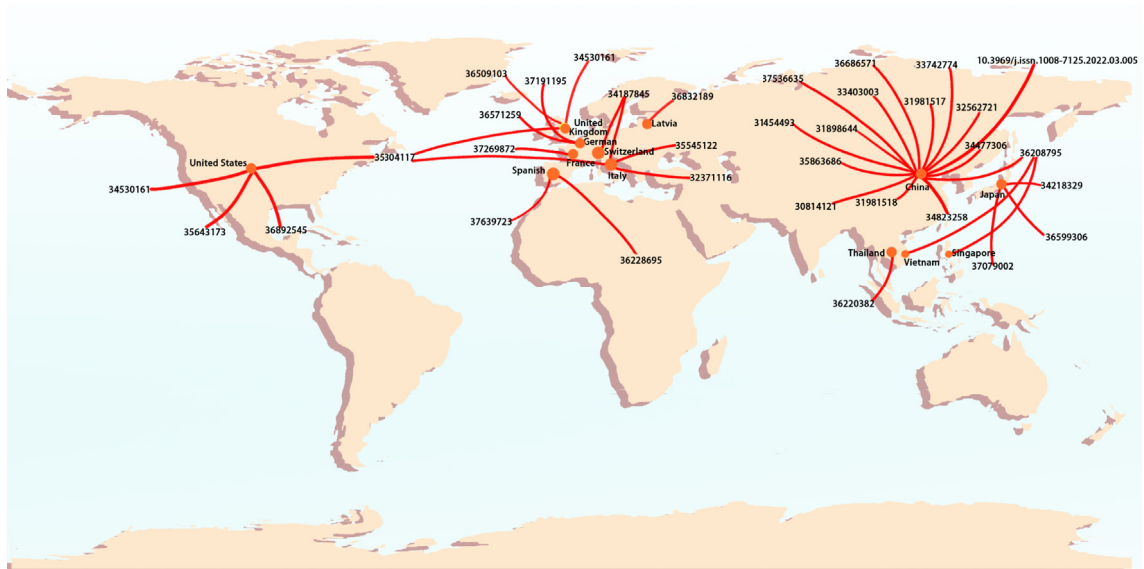 34530161
36509103
37191195
36571259
34187845
36832189
Latvia
United
Kingdom
German
Switzerland
35545122
37269872
France
Italy
32371116
Spanish
37639723
36228695
United States
35304117
34530161
35643173
36892545
36686571
33742774
10.3969/j.issn.1008-7125.2022.03.005
37536635
33403003
31981517
32562721
31454493
31898644
34477306
35863686
36208795
China
30814121
31981518
34823258
Japan
34218329
36599306
37079002
Thailand
Vietnam
Singapore
36220382